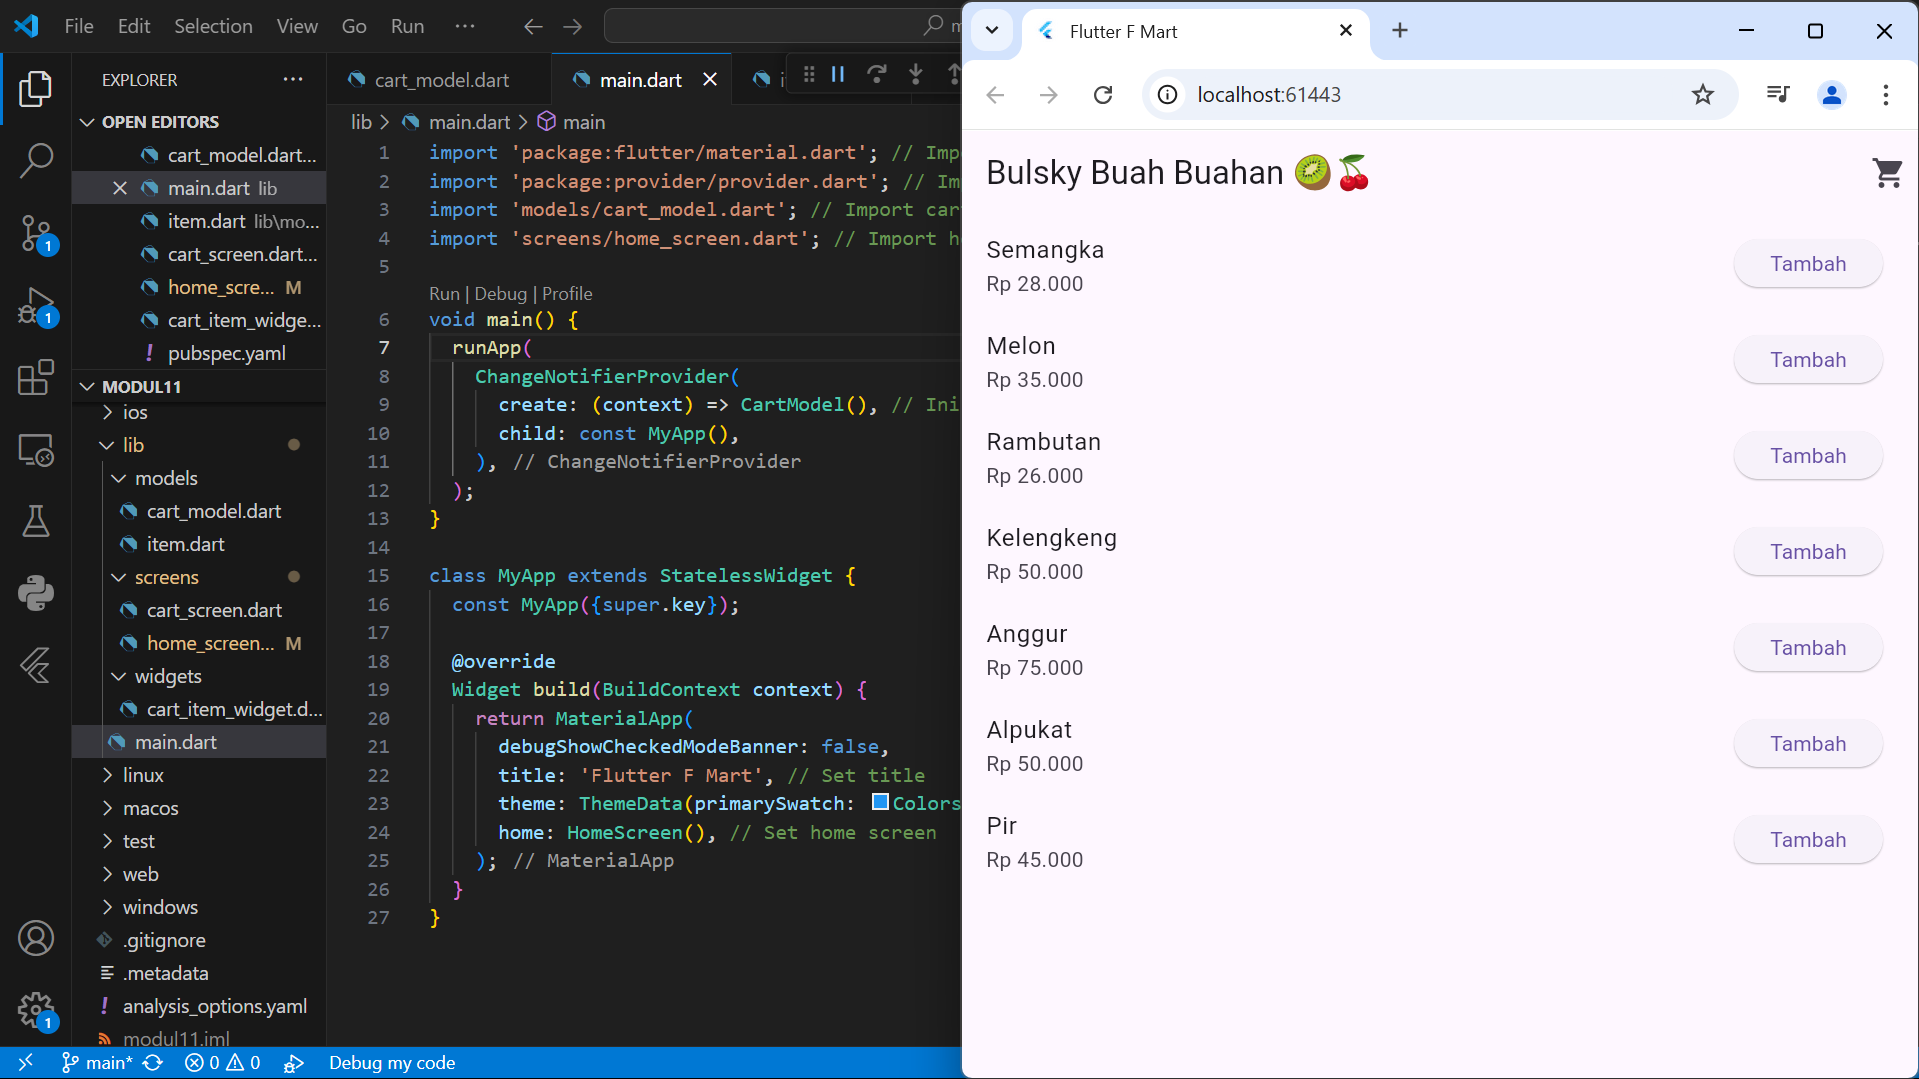 File Edit Selection View Go Run ···
EXPLORER ···
OPEN EDITORS
cart_model.dart...
main.dart lib
item.dart lib\mo...
cart_screen.dart...
home_scre... M
cart_item_widge...
! pubspec.yaml
MODUL11
ios
lib
models
cart_model.dart
item.dart
screens
cart_screen.dart
home_screen... M
widgets
cart_item_widget.d...
main.dart
linux
macos
test
web
windows
.gitignore
.metadata
! analysis_options.yaml
modul11.iml
1
1
1
cart_model.dart
main.dart
lib > main.dart > main
1 import 'package:flutter/material.dart'; // Imp
2 import 'package:provider/provider.dart'; // Im
3 import 'models/cart_model.dart'; // Import car
4 import 'screens/home_screen.dart'; // Import h
5
Run | Debug | Profile
6 void main() {
7 runApp(
8 ChangeNotifierProvider(
9 create: (context) => CartModel(), // Ini
10 child: const MyApp(),
11 ), // ChangeNotifierProvider
12 );
13 }
14
15 class MyApp extends StatelessWidget {
16 const MyApp({super.key});
17
18 @override
19 Widget build(BuildContext context) {
20 return MaterialApp(
21 debugShowCheckedModeBanner: false,
22 title: 'Flutter F Mart', // Set title
23 theme: ThemeData(primarySwatch: Colors
24 home: HomeScreen(), // Set home screen
25 ); // MaterialApp
26 }
27 }
main* 0 0 Debug my code
Flutter F Mart
localhost:61443
Bulsky Buah Buahan 🥝🍒
Semangka
Rp 28.000
Tambah
Melon
Rp 35.000
Tambah
Rambutan
Rp 26.000
Tambah
Kelengkeng
Rp 50.000
Tambah
Anggur
Rp 75.000
Tambah
Alpukat
Rp 50.000
Tambah
Pir
Rp 45.000
Tambah